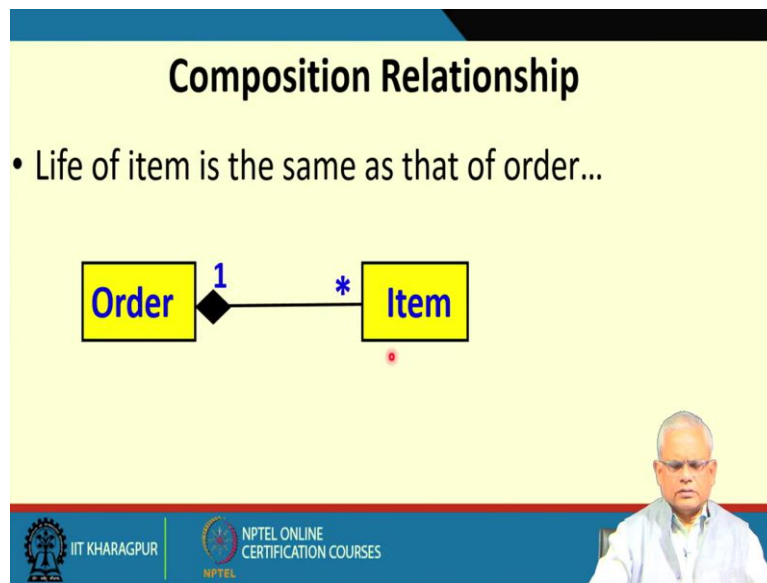 Composition Relationship
• Life of item is the same as that of order...
1
*
Order
Item
IIT KHARAGPUR
NPTEL
NPTEL ONLINE
CERTIFICATION COURSES